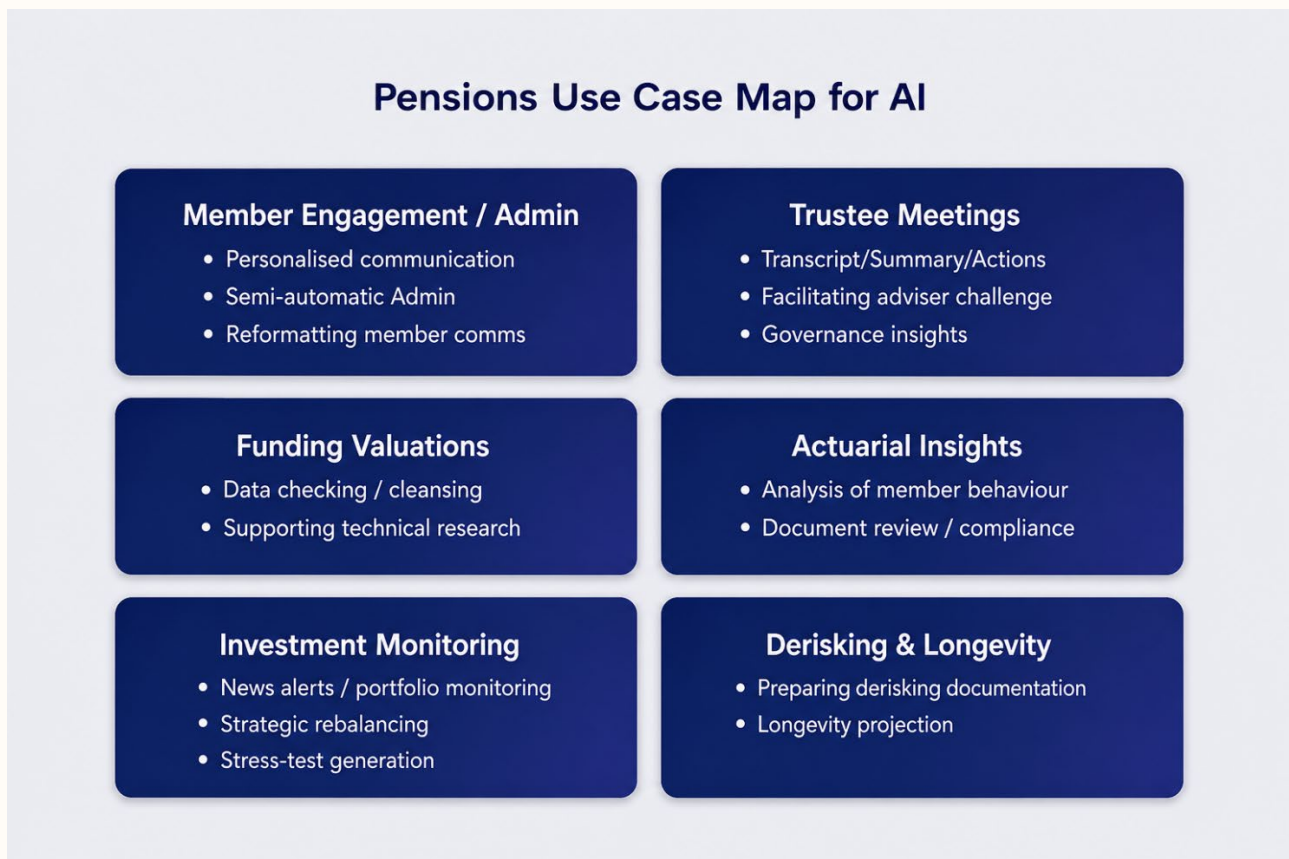 Pensions Use Case Map for AI
Member Engagement / Admin
• Personalised communication
• Semi-automatic Admin
• Reformatting member comms
Trustee Meetings
• Transcript/Summary/Actions
• Facilitating adviser challenge
• Governance insights
Funding Valuations
• Data checking / cleansing
• Supporting technical research
Actuarial Insights
• Analysis of member behaviour
• Document review / compliance
Investment Monitoring
• News alerts / portfolio monitoring
• Strategic rebalancing
• Stress-test generation
Derisking & Longevity
• Preparing derisking documentation
• Longevity projection